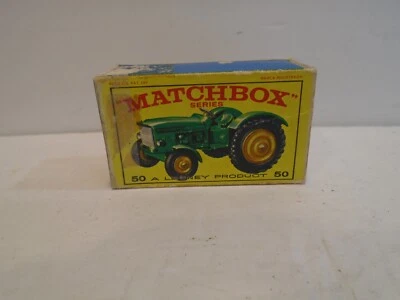 "MATCHBOX"
SERIES
50 A LESNEY PRODUCT 50